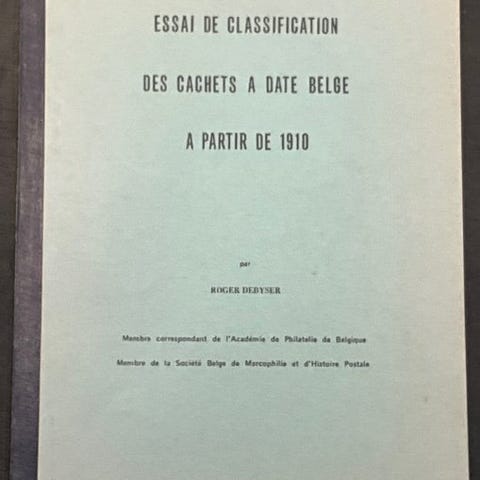 ESSAI DE CLASSIFICATION
DES CACHETS A DATE BELGE
A PARTIR DE 1910
par
ROGER DEBYSER
Membre correspondant de l'Académie de Philatelie de Belgique
Membre de la Société Belge de Marcophilie et d'Histoire Postale